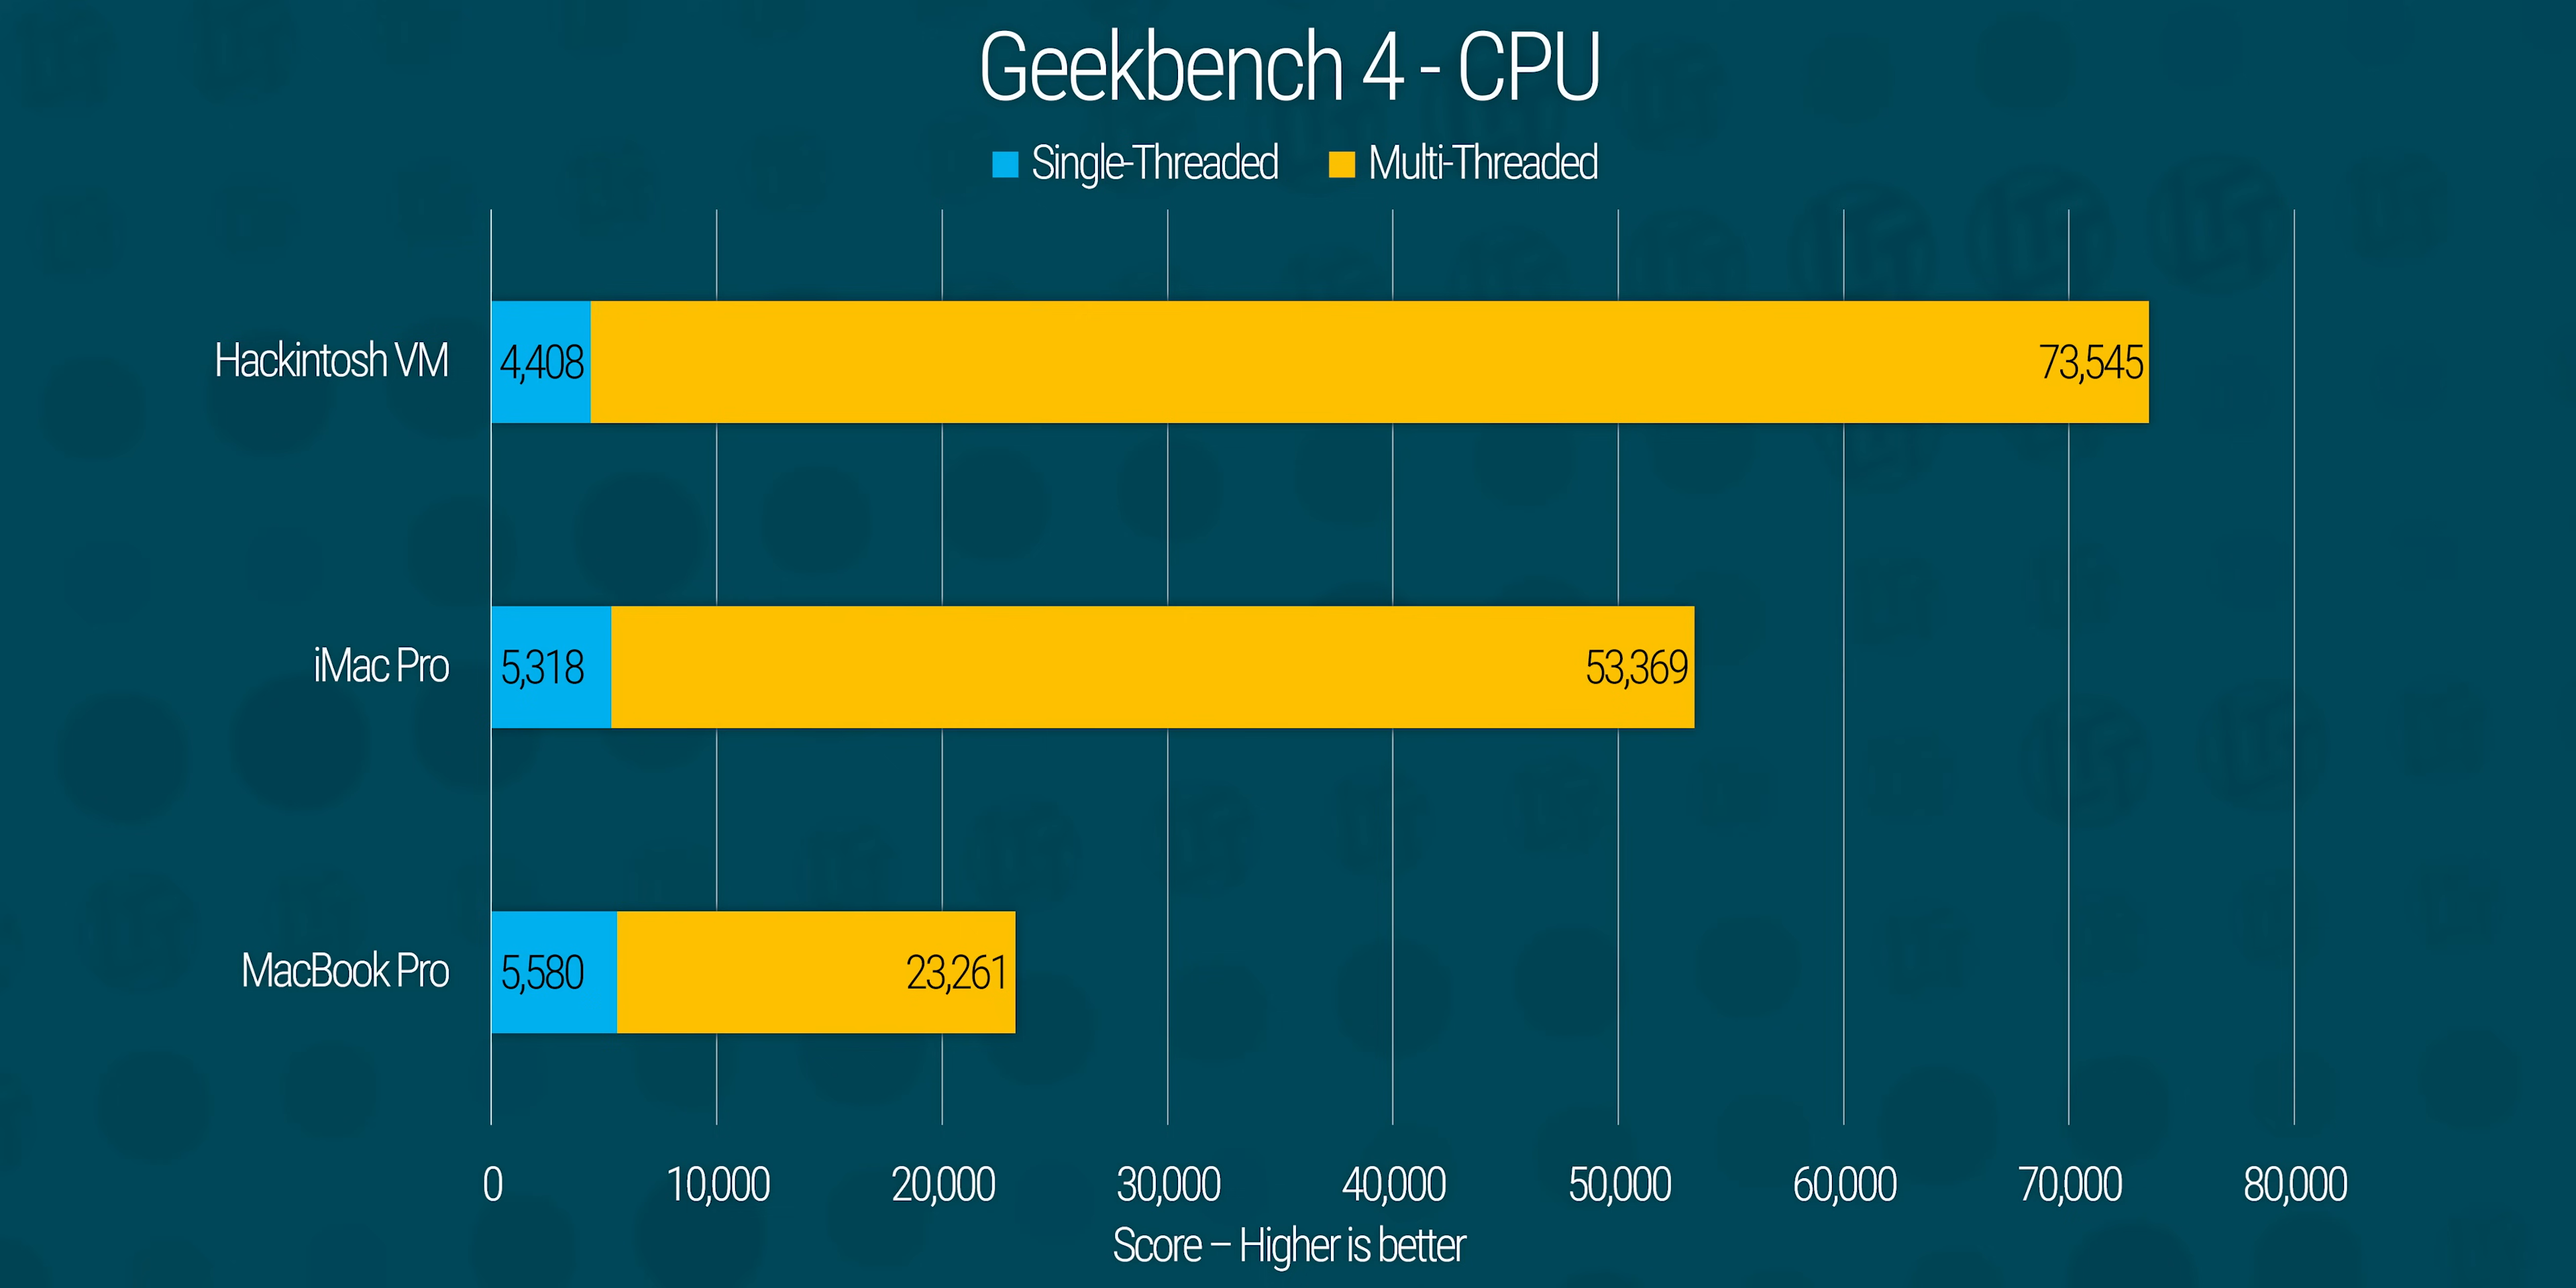 Geekbench 4 - CPU
Single-Threaded Multi-Threaded
Hackintosh VM 4,408 73,545
iMac Pro 5,318 53,369
MacBook Pro 5,580 23,261
0 10,000 20,000 30,000 40,000 50,000 60,000 70,000 80,000
Score – Higher is better